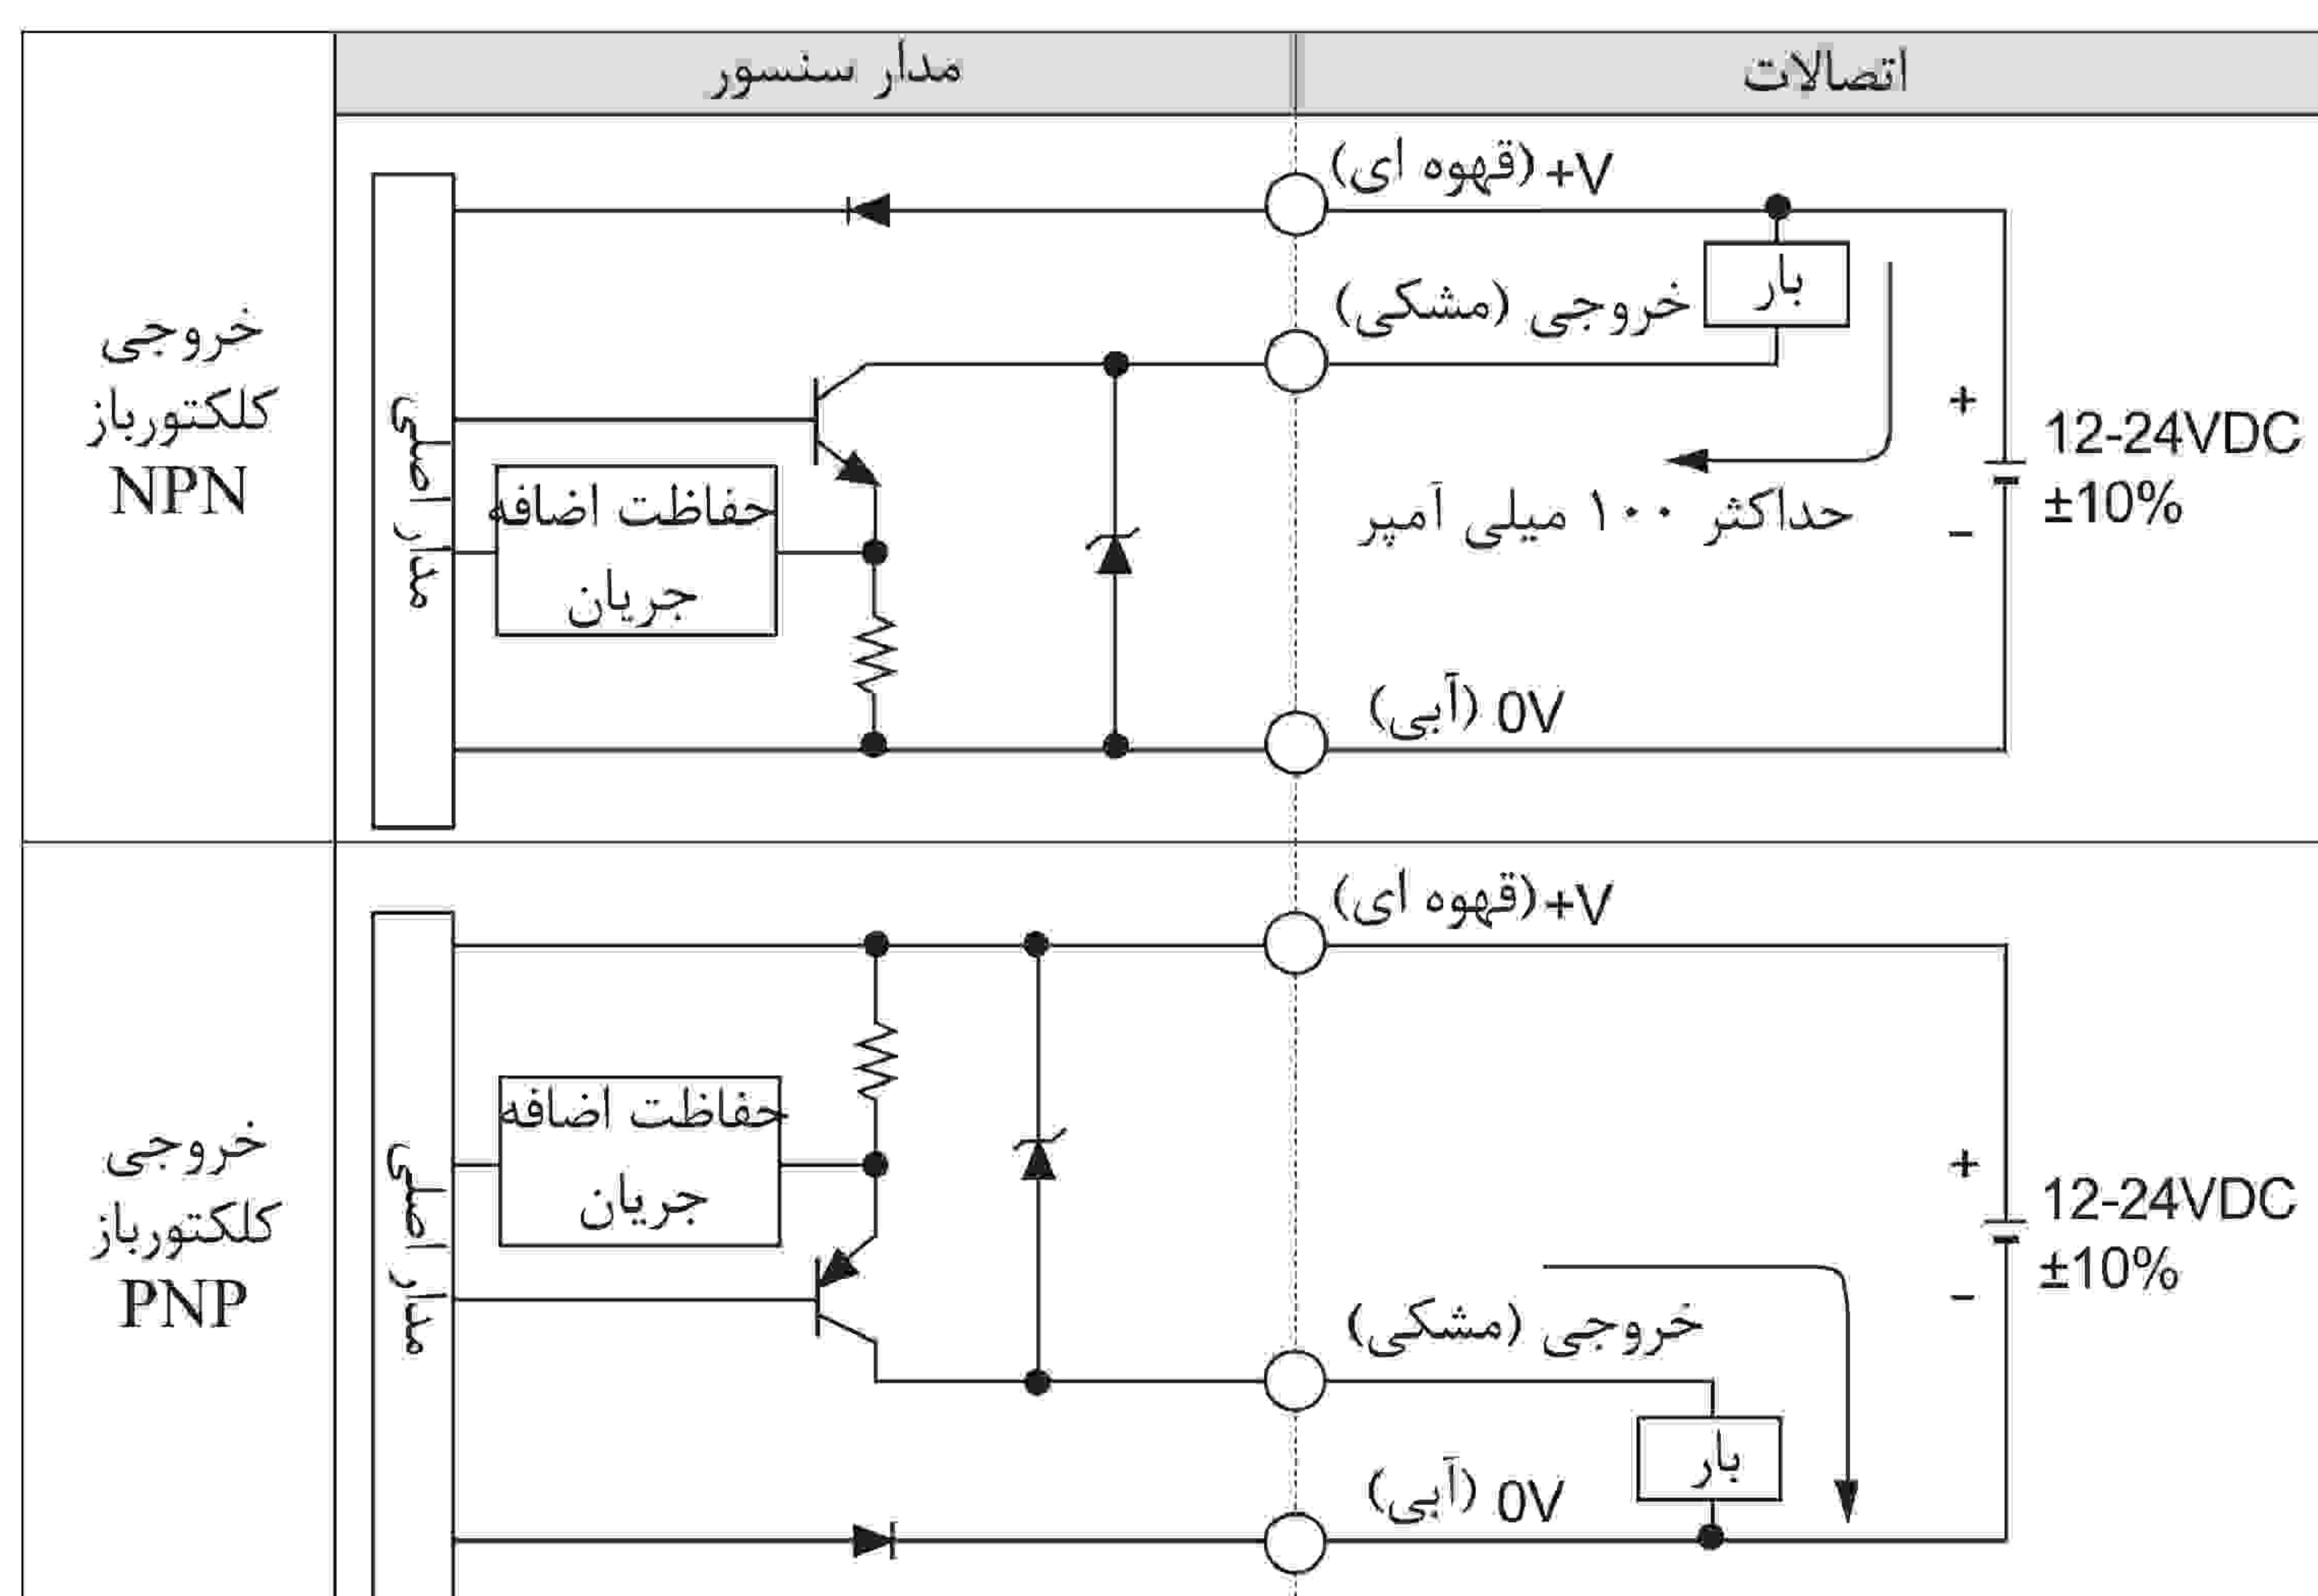 مدار سنسور
اتصالات
خروجی
کلکتورباز
NPN
مدار اصلی
حفاظت اضافه
جریان
+V (قهوه ای)
خروجی (مشکی)
بار
حداکثر ۱۰۰ میلی آمپر
0V (آبی)
+
12-24VDC
±10%
−
خروجی
کلکتورباز
PNP
مدار اصلی
حفاظت اضافه
جریان
+V (قهوه ای)
خروجی (مشکی)
بار
0V (آبی)
+
12-24VDC
±10%
−